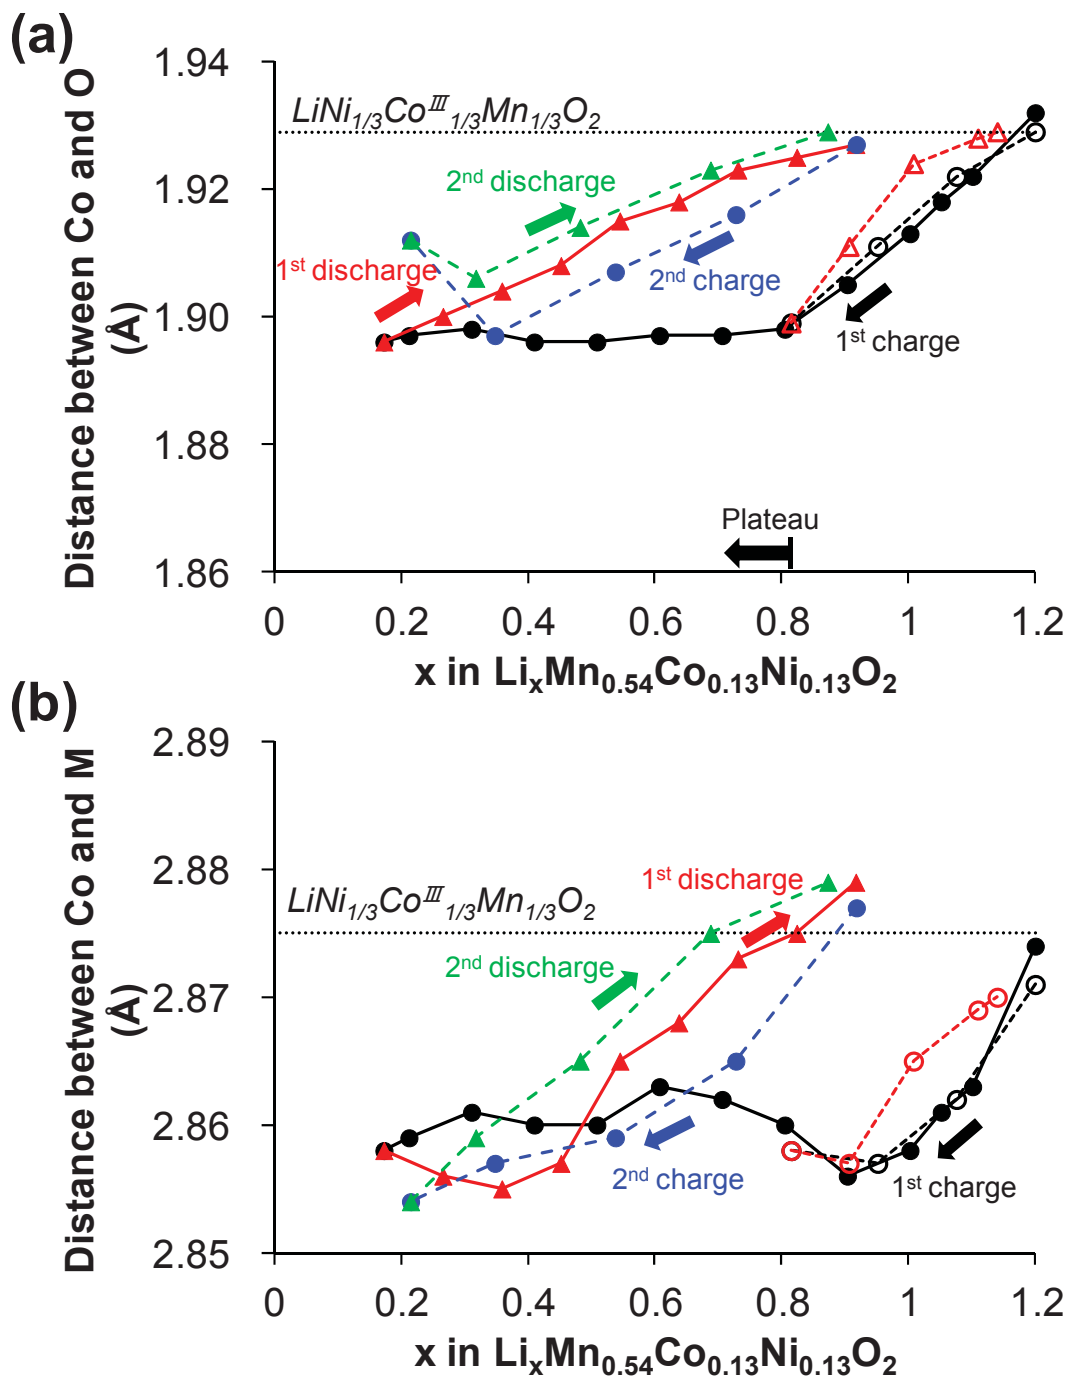 (a)
Distance between Co and O
(Å)
1.94
1.92
1.90
1.88
1.86
LiNi1/3CoⅢ1/3Mn1/3O2
2nd discharge
1st discharge
2nd charge
1st charge
Plateau
0 0.2 0.4 0.6 0.8 1 1.2
x in LixMn0.54Co0.13Ni0.13O2
(b)
Distance between Co and M
(Å)
2.89
2.88
2.87
2.86
2.85
1st discharge
LiNi1/3CoⅢ1/3Mn1/3O2
2nd discharge
2nd charge
1st charge
0 0.2 0.4 0.6 0.8 1 1.2
x in LixMn0.54Co0.13Ni0.13O2